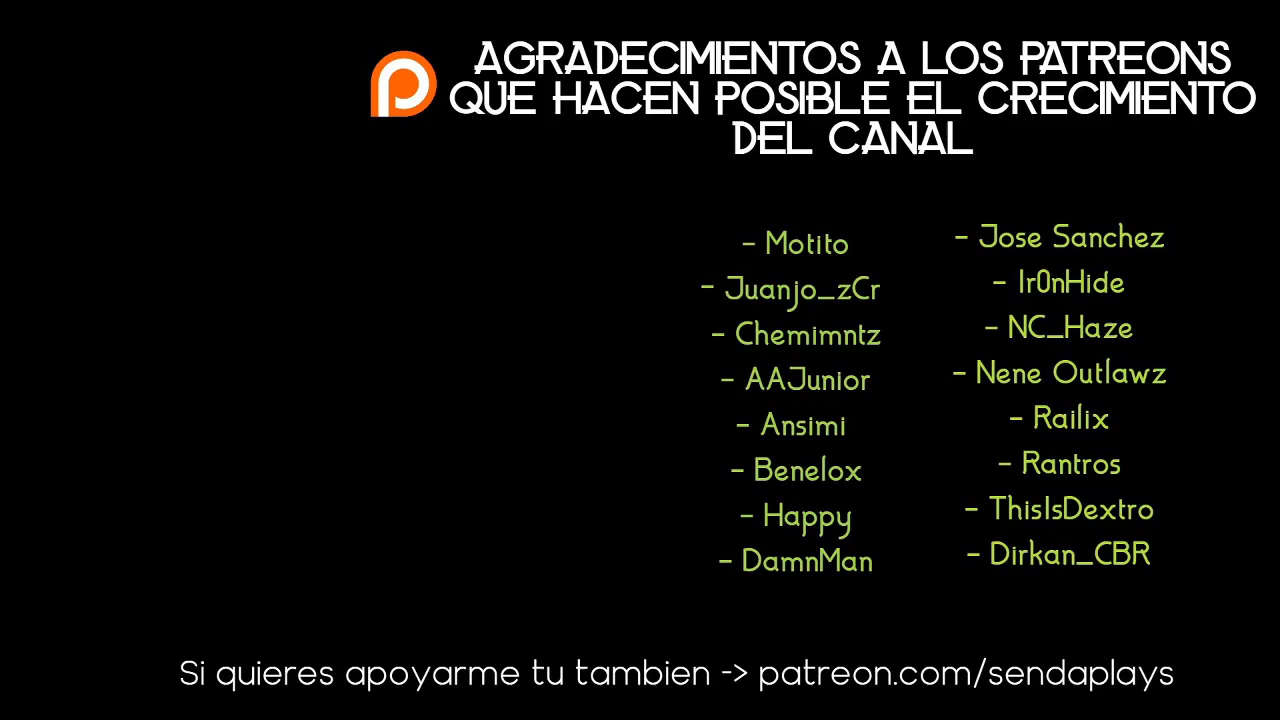 AGRADECIMIENTOS A LOS PATREONS
QUE HACEN POSIBLE EL CRECIMIENTO
DEL CANAL
- Motito
- Juanjo_zCr
- Chemimntz
- AAJunior
- Ansimi
- Benelox
- Happy
- DamnMan
- Jose Sanchez
- Ir0nHide
- NC_Haze
- Nene Outlawz
- Railix
- Rantros
- ThisIsDextro
- Dirkan_CBR
Si quieres apoyarme tu tambien -> patreon.com/sendaplays